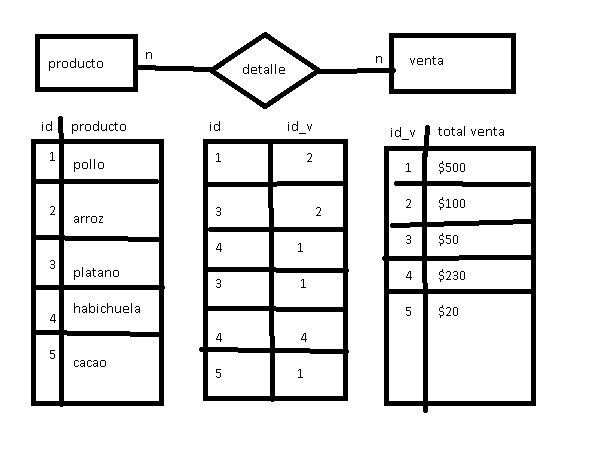 producto n detalle n venta
id producto
1 pollo
2 arroz
3 platano
4 habichuela
5 cacao
id id_v
1 2
3 2
4 1
3 1
4 4
5 1
id_v total venta
1 $500
2 $100
3 $50
4 $230
5 $20